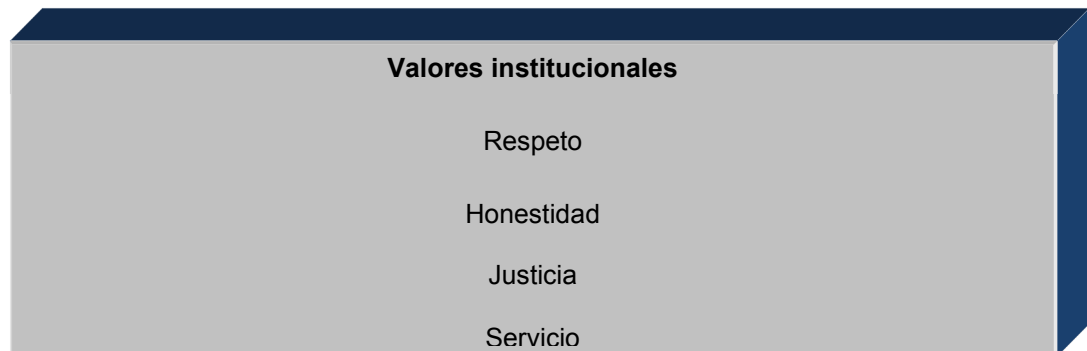 Valores institucionales
Respeto
Honestidad
Justicia
Servicio